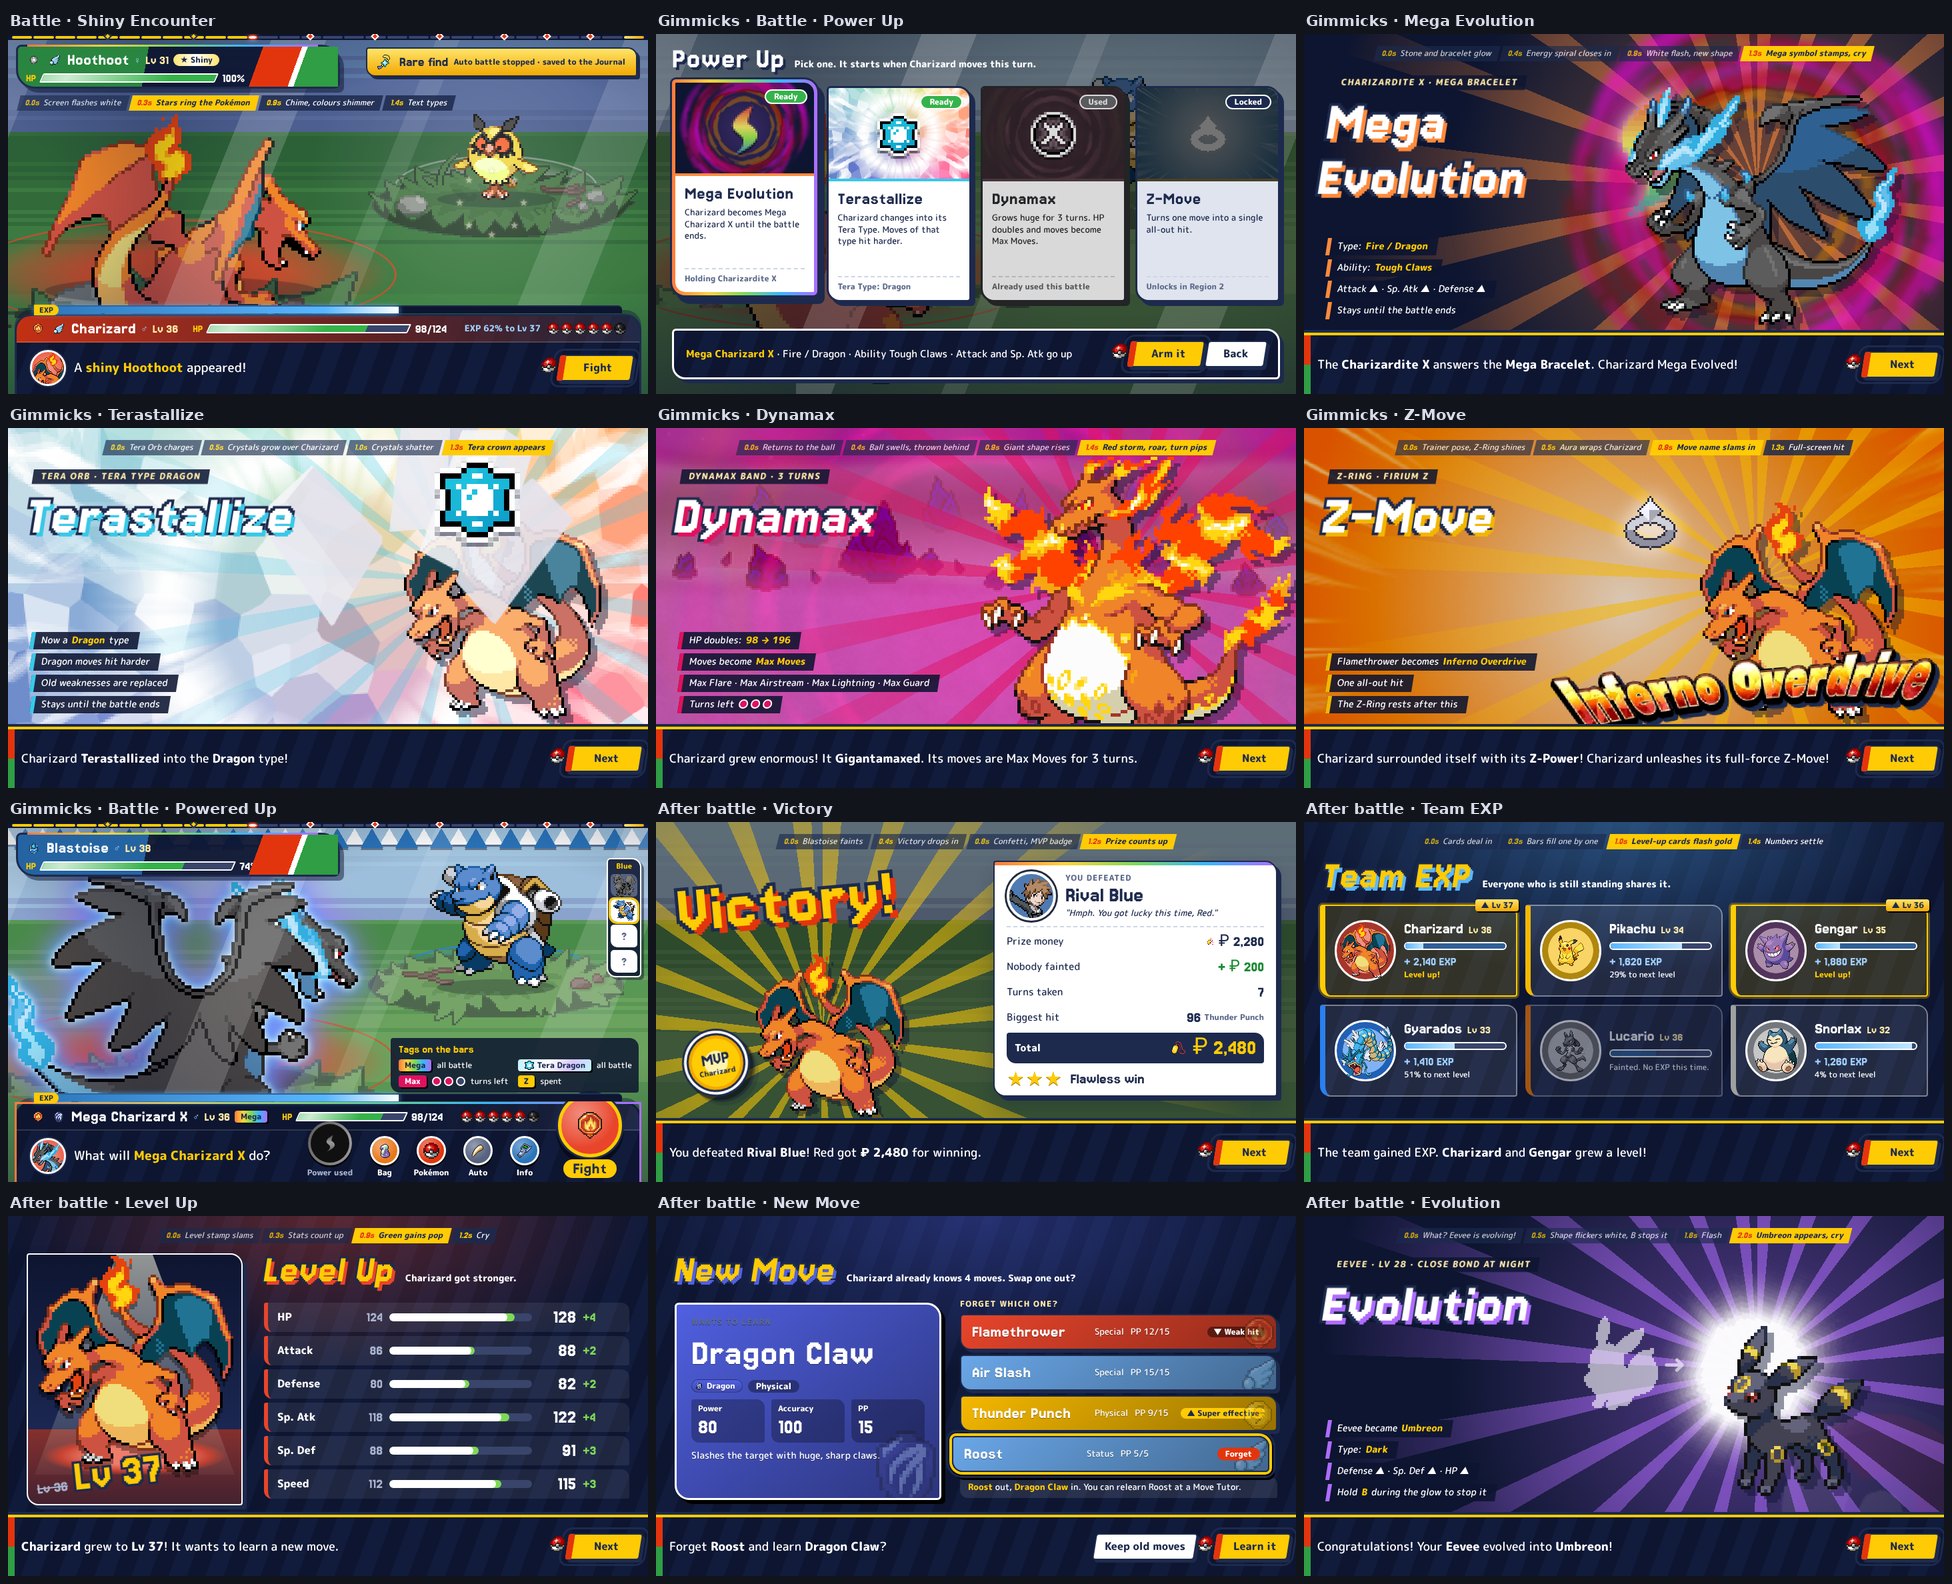 Battle · Shiny Encounter
Hoothoot ♂ Lv 31 ★ Shiny
HP 100%
Rare find Auto battle stopped · saved to the Journal
0.0s Screen flashes white 0.3s Stars ring the Pokémon 0.8s Chime, colours shimmer 1.4s Text types
EXP
Charizard ♂ Lv 36 HP 98/124 EXP 62% to Lv 37
A shiny Hoothoot appeared!
Fight
Gimmicks · Battle · Power Up
Power Up Pick one. It starts when Charizard moves this turn.
Ready
Mega Evolution
Charizard becomes Mega
Charizard X until the battle
ends.
Holding Charizardite X
Ready
Terastallize
Charizard changes into its
Tera Type. Moves of that
type hit harder.
Tera Type: Dragon
Used
Dynamax
Grows huge for 3 turns. HP
doubles and moves become
Max Moves.
Already used this battle
Locked
Z-Move
Turns one move into a single
all-out hit.
Unlocks in Region 2
Mega Charizard X · Fire / Dragon · Ability Tough Claws · Attack and Sp. Atk go up
Arm it
Back
Gimmicks · Mega Evolution
0.0s Stone and bracelet glow 0.4s Energy spiral closes in 0.8s White flash, new shape 1.3s Mega symbol stamps, cry
CHARIZARDITE X · MEGA BRACELET
Mega
Evolution
Type: Fire / Dragon
Ability: Tough Claws
Attack ▲ · Sp. Atk ▲ · Defense ▲
Stays until the battle ends
The Charizardite X answers the Mega Bracelet. Charizard Mega Evolved!
Next
Gimmicks · Terastallize
0.0s Tera Orb charges 0.5s Crystals grow over Charizard 1.0s Crystals shatter 1.3s Tera crown appears
TERA ORB · TERA TYPE DRAGON
Terastallize
Now a Dragon type
Dragon moves hit harder
Old weaknesses are replaced
Stays until the battle ends
Charizard Terastallized into the Dragon type!
Next
Gimmicks · Dynamax
0.0s Returns to the ball 0.4s Ball swells, thrown behind 0.9s Giant shape rises 1.4s Red storm, roar, turn pips
DYNAMAX BAND · 3 TURNS
Dynamax
HP doubles: 98 → 196
Moves become Max Moves
Max Flare · Max Airstream · Max Lightning · Max Guard
Turns left
Charizard grew enormous! It Gigantamaxed. Its moves are Max Moves for 3 turns.
Next
Gimmicks · Z-Move
0.0s Trainer pose, Z-Ring shines 0.5s Aura wraps Charizard 0.9s Move name slams in 1.3s Full-screen hit
Z-RING · FIRIUM Z
Z-Move
Flamethrower becomes Inferno Overdrive
One all-out hit
The Z-Ring rests after this
Inferno Overdrive
Charizard surrounded itself with its Z-Power! Charizard unleashes its full-force Z-Move!
Next
Gimmicks · Battle · Powered Up
Blastoise ♂ Lv 38
HP
Blue
?
?
Tags on the bars
Mega all battle Tera Dragon all battle
Max turns left Z spent
EXP
Mega Charizard X ♂ Lv 36 Mega HP 98/124
What will Mega Charizard X do?
Power used Bag Pokémon Auto Info Fight
After battle · Victory
0.0s Blastoise faints 0.4s Victory drops in 0.8s Confetti, MVP badge 1.2s Prize counts up
Victory!
MVP
Charizard
YOU DEFEATED
Rival Blue
"Hmph. You got lucky this time, Red."
Prize money ₽ 2,280
Nobody fainted + ₽ 200
Turns taken 7
Biggest hit 96 Thunder Punch
Total ₽ 2,480
Flawless win
You defeated Rival Blue! Red got ₽ 2,480 for winning.
Next
After battle · Team EXP
0.0s Cards deal in 0.3s Bars fill one by one 1.0s Level-up cards flash gold 1.4s Numbers settle
Team EXP Everyone who is still standing shares it.
▲ Lv 37
Charizard Lv 36
+ 2,140 EXP
Level up!
Pikachu Lv 34
+ 1,620 EXP
29% to next level
▲ Lv 36
Gengar Lv 35
+ 1,880 EXP
Level up!
Gyarados Lv 33
+ 1,410 EXP
51% to next level
Lucario Lv 36
Fainted. No EXP this time.
Snorlax Lv 32
+ 1,260 EXP
4% to next level
The team gained EXP. Charizard and Gengar grew a level!
Next
After battle · Level Up
0.0s Level stamp slams 0.3s Stats count up 0.8s Green gains pop 1.2s Cry
Lv 36 Lv 37
Level Up Charizard got stronger.
HP 124 128 +4
Attack 86 88 +2
Defense 80 82 +2
Sp. Atk 118 122 +4
Sp. Def 88 91 +3
Speed 112 115 +3
Charizard grew to Lv 37! It wants to learn a new move.
Next
After battle · New Move
New Move Charizard already knows 4 moves. Swap one out?
WANTS TO LEARN
Dragon Claw
Dragon Physical
Power Accuracy PP
80 100 15
Slashes the target with huge, sharp claws.
FORGET WHICH ONE?
Flamethrower Special PP 12/15 ▼ Weak hit
Air Slash Special PP 15/15
Thunder Punch Physical PP 9/15 ▲ Super effective
Roost Status PP 5/5 Forget
Roost out, Dragon Claw in. You can relearn Roost at a Move Tutor.
Forget Roost and learn Dragon Claw?
Keep old moves
Learn it
After battle · Evolution
0.0s What? Eevee is evolving! 0.5s Shape flickers white, B stops it 1.8s Flash 2.0s Umbreon appears, cry
EEVEE · LV 28 · CLOSE BOND AT NIGHT
Evolution
Eevee became Umbreon
Type: Dark
Defense ▲ · Sp. Def ▲ · HP ▲
Hold B during the glow to stop it
Congratulations! Your Eevee evolved into Umbreon!
Next